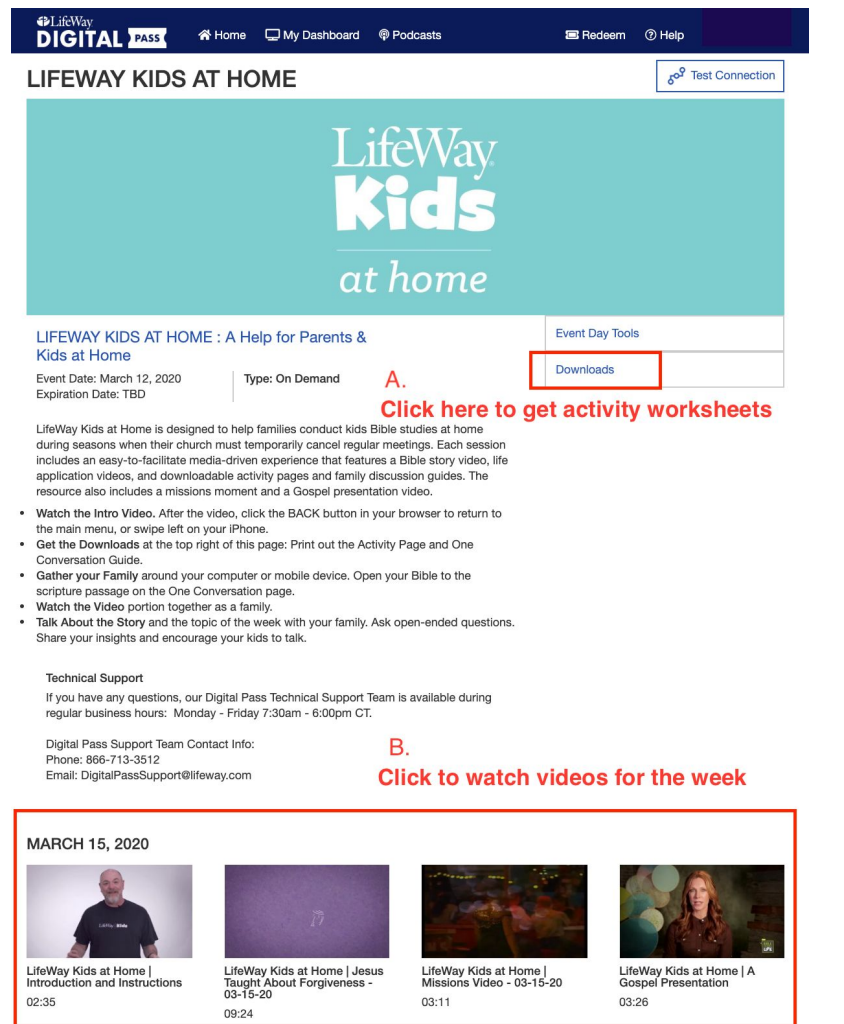 LifeWay
DIGITAL PASS
Home
My Dashboard
Podcasts
Redeem
Help
LIFEWAY KIDS AT HOME
Test Connection
LifeWay
Kids
at home
LIFEWAY KIDS AT HOME : A Help for Parents &
Kids at Home
Event Date: March 12, 2020
Expiration Date: TBD
Type: On Demand
Event Day Tools
Downloads
A.
Click here to get activity worksheets
LifeWay Kids at Home is designed to help families conduct kids Bible studies at home
during seasons when their church must temporarily cancel regular meetings. Each session
includes an easy-to-facilitate media-driven experience that features a Bible story video, life
application videos, and downloadable activity pages and family discussion guides. The
resource also includes a missions moment and a Gospel presentation video.
• Watch the Intro Video. After the video, click the BACK button in your browser to return to
the main menu, or swipe left on your iPhone.
• Get the Downloads at the top right of this page: Print out the Activity Page and One
Conversation Guide.
• Gather your Family around your computer or mobile device. Open your Bible to the
scripture passage on the One Conversation page.
• Watch the Video portion together as a family.
• Talk About the Story and the topic of the week with your family. Ask open-ended questions.
Share your insights and encourage your kids to talk.
Technical Support
If you have any questions, our Digital Pass Technical Support Team is available during
regular business hours:  Monday - Friday 7:30am - 6:00pm CT.
Digital Pass Support Team Contact Info:
Phone: 866-713-3512
Email: DigitalPassSupport@lifeway.com
B.
Click to watch videos for the week
MARCH 15, 2020
LifeWay Kids
LifeWay Kids at Home |
Introduction and Instructions
02:35
LifeWay Kids at Home | Jesus
Taught About Forgiveness -
03-15-20
09:24
LifeWay Kids at Home |
Missions Video - 03-15-20
03:11
LIFE
LifeWay Kids at Home | A
Gospel Presentation
03:26